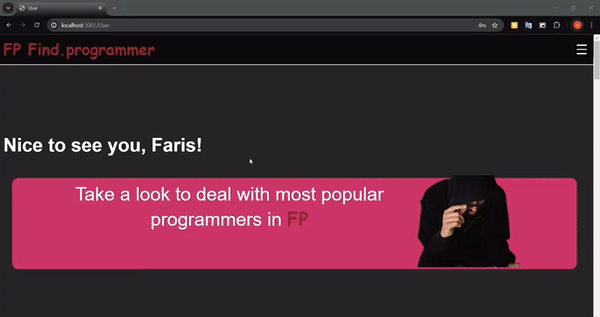 User
localhost:3001/User
FP Find.programmer
Nice to see you, Faris!
Take a look to deal with most popular
programmers in FP